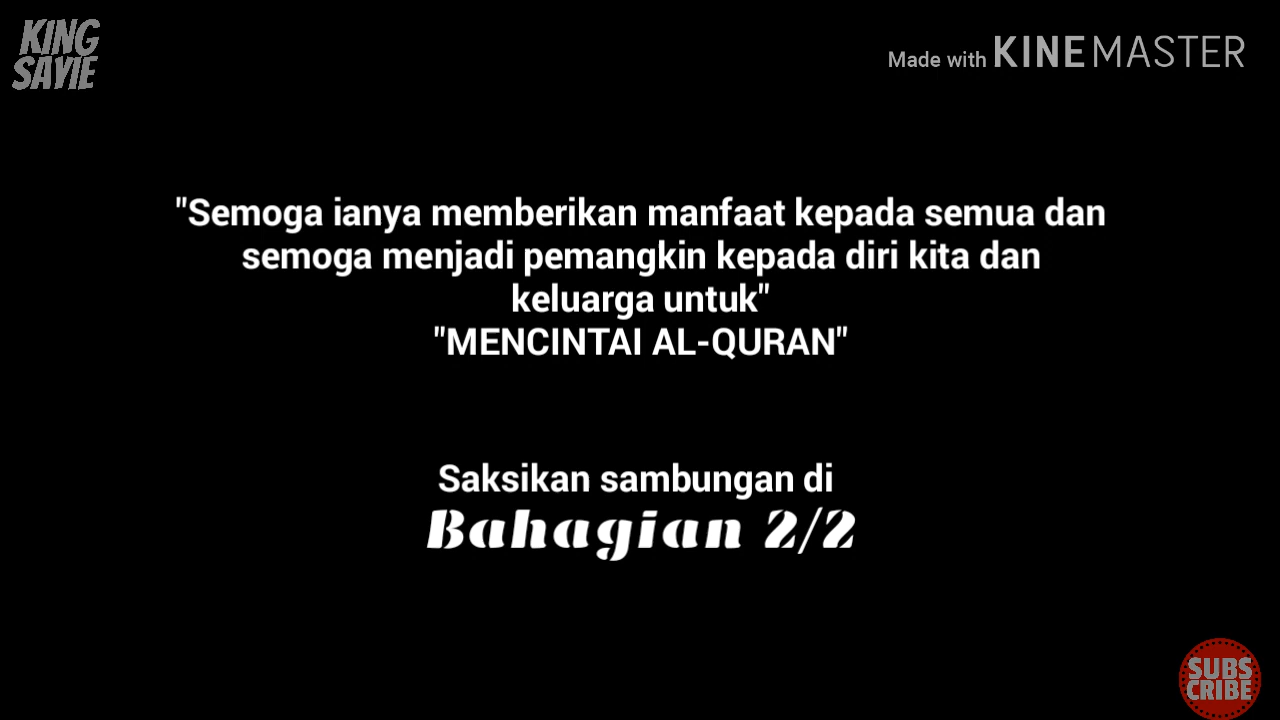 KING
SAYIE
Made with KINEMASTER
"Semoga ianya memberikan manfaat kepada semua dan
semoga menjadi pemangkin kepada diri kita dan
keluarga untuk"
"MENCINTAI AL-QURAN"
Saksikan sambungan di
Bahagian 2/2
SUBS
CRIBE